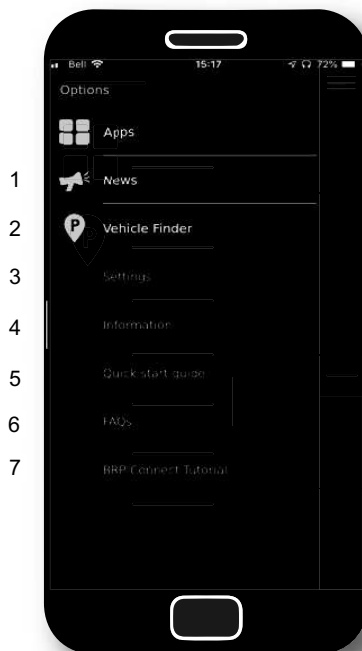 Bell 15:17 72%
Options
Apps
1 News
2 P Vehicle Finder
3 Settings
4 Information
5 Quick start guide
6 FAQs
7 BRP Connect Tutorial